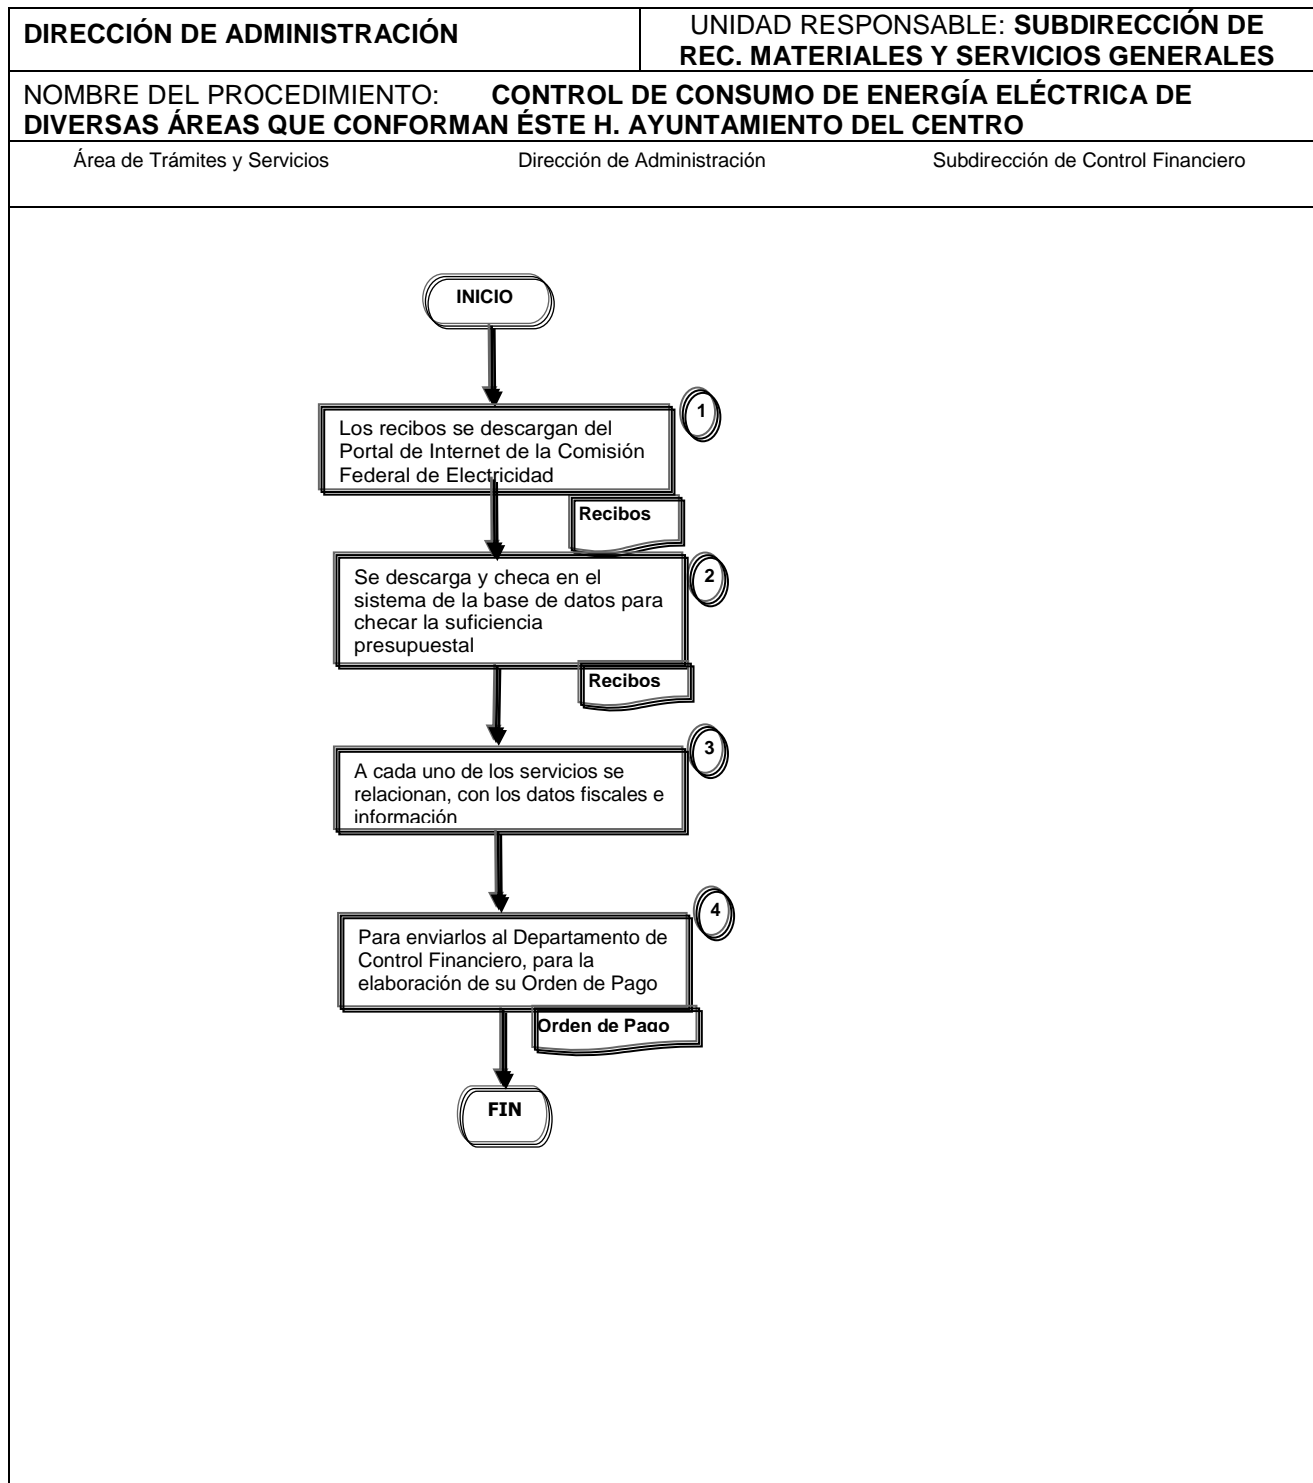 DIRECCIÓN DE ADMINISTRACIÓN
UNIDAD RESPONSABLE: SUBDIRECCIÓN DE
REC. MATERIALES Y SERVICIOS GENERALES
NOMBRE DEL PROCEDIMIENTO: CONTROL DE CONSUMO DE ENERGÍA ELÉCTRICA DE
DIVERSAS ÁREAS QUE CONFORMAN ÉSTE H. AYUNTAMIENTO DEL CENTRO
Área de Trámites y Servicios
Dirección de Administración
Subdirección de Control Financiero
INICIO
1
Los recibos se descargan del
Portal de Internet de la Comisión
Federal de Electricidad
Recibos
2
Se descarga y checa en el
sistema de la base de datos para
checar la suficiencia
presupuestal
Recibos
3
A cada uno de los servicios se
relacionan, con los datos fiscales e
información
4
Para enviarlos al Departamento de
Control Financiero, para la
elaboración de su Orden de Pago
Orden de Pago
FIN